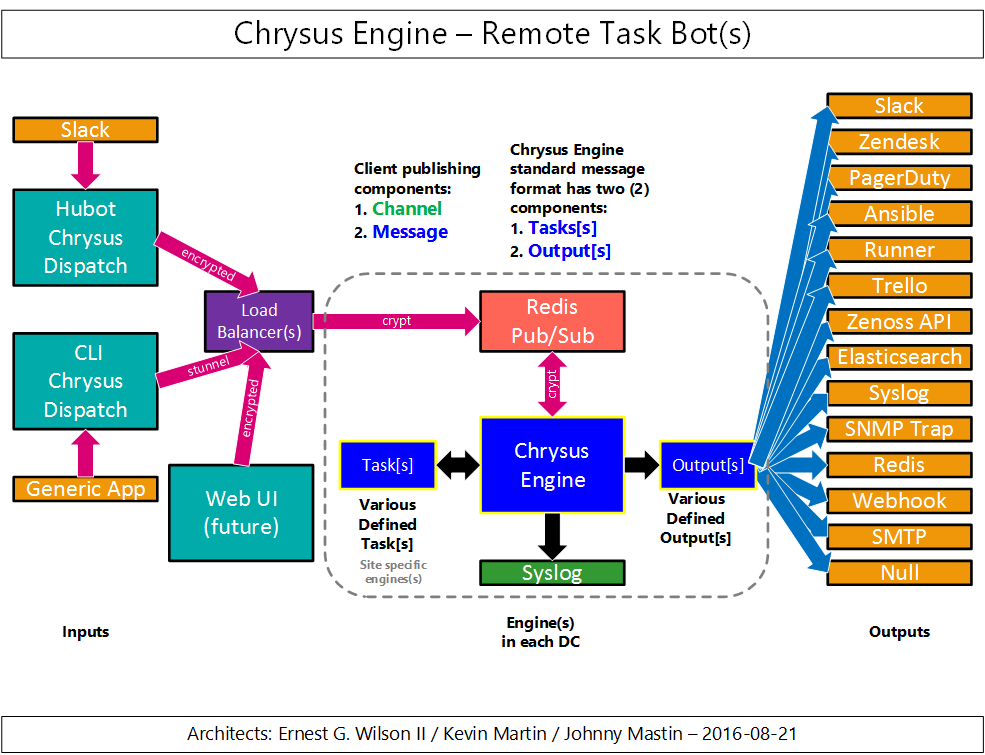 Chrysus Engine – Remote Task Bot(s)
Slack
Hubot
Chrysus
Dispatch
encrypted
CLI
Chrysus
Dispatch
stunnel
Generic App
Load
Balancer(s)
encrypted
Web UI
(future)
Inputs
Client publishing
components:
1. Channel
2. Message
Chrysus Engine
standard message
format has two (2)
components:
1. Tasks[s]
2. Output[s]
crypt
Redis
Pub/Sub
crypt
Task[s]
Chrysus
Engine
Output[s]
Various
Defined
Task[s]
Site specific
engines(s)
Various
Defined
Output[s]
Syslog
Engine(s)
in each DC
Slack
Zendesk
PagerDuty
Ansible
Runner
Trello
Zenoss API
Elasticsearch
Syslog
SNMP Trap
Redis
Webhook
SMTP
Null
Outputs
Architects: Ernest G. Wilson II / Kevin Martin / Johnny Mastin – 2016-08-21